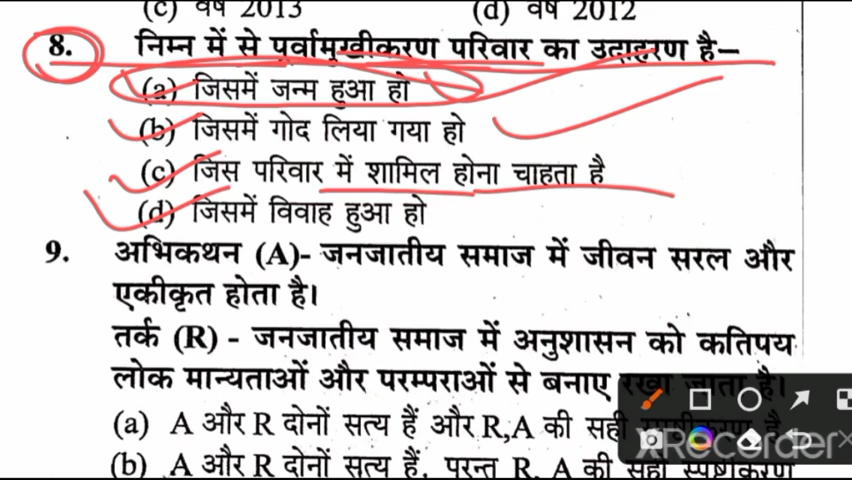 (c) वर्ष 2013 (d) वर्ष 2012
8. निम्न में से पूर्वामुखीकरण परिवार का उदाहरण है–
(a) जिसमें जन्म हुआ हो
(b) जिसमें गोद लिया गया हो
(c) जिस परिवार में शामिल होना चाहता है
(d) जिसमें विवाह हुआ हो
9. अभिकथन (A)- जनजातीय समाज में जीवन सरल और
एकीकृत होता है।
तर्क (R) - जनजातीय समाज में अनुशासन को कतिपय
लोक मान्यताओं और परम्पराओं से बनाए रखा जाता है।
(a) A और R दोनों सत्य हैं और R,A की सही स्पष्टीकरण है
(b) A और R दोनों सत्य हैं, परन्तु R, A की सही स्पष्टीकरण
XRecorder